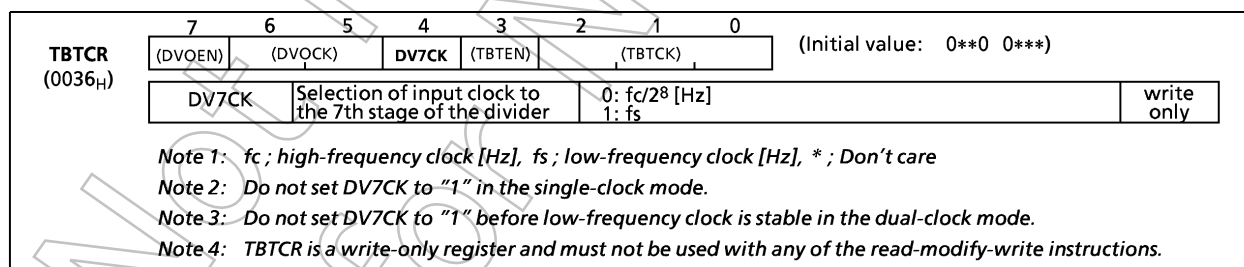 7 6 5 4 3 2 1 0
TBTCR (DVOEN) (DVOCK) DV7CK (TBTEN) (TBTCK) (Initial value: 0**0 0***)
(0036H)
DV7CK Selection of input clock to 0: fc/2⁸ [Hz] write
the 7th stage of the divider 1: fs only
Note 1: fc ; high-frequency clock [Hz], fs ; low-frequency clock [Hz], * ; Don't care
Note 2: Do not set DV7CK to "1" in the single-clock mode.
Note 3: Do not set DV7CK to "1" before low-frequency clock is stable in the dual-clock mode.
Note 4: TBTCR is a write-only register and must not be used with any of the read-modify-write instructions.